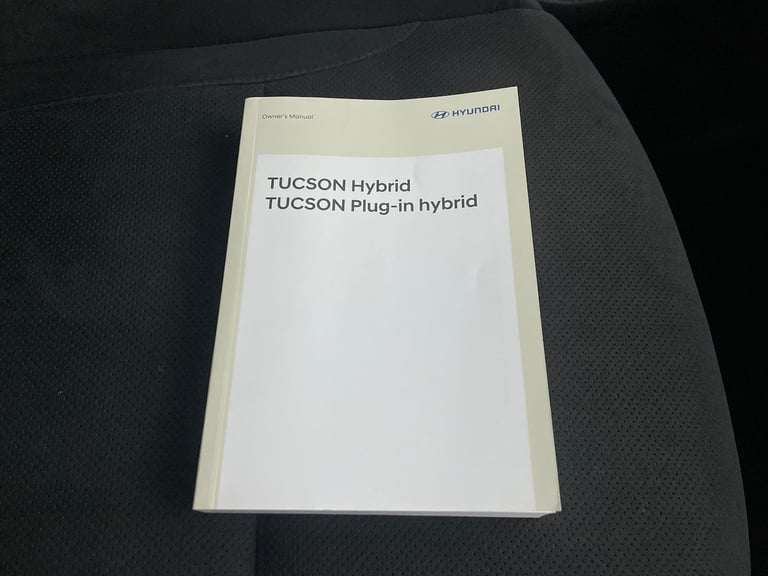 Owner's Manual
HYUNDAI
TUCSON Hybrid
TUCSON Plug-in hybrid